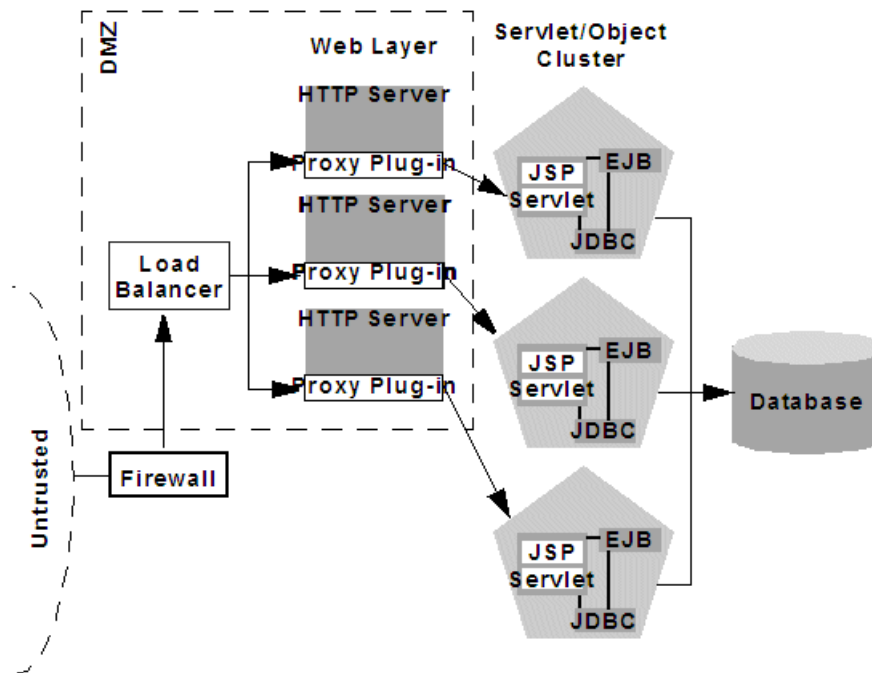 DMZ
Web Layer
Servlet/Object
Cluster
HTTP Server
Proxy Plug-in
HTTP Server
Proxy Plug-in
HTTP Server
Proxy Plug-in
Load
Balancer
Firewall
Untrusted
JSP
Servlet
EJB
JDBC
JSP
Servlet
EJB
JDBC
JSP
Servlet
EJB
JDBC
Database